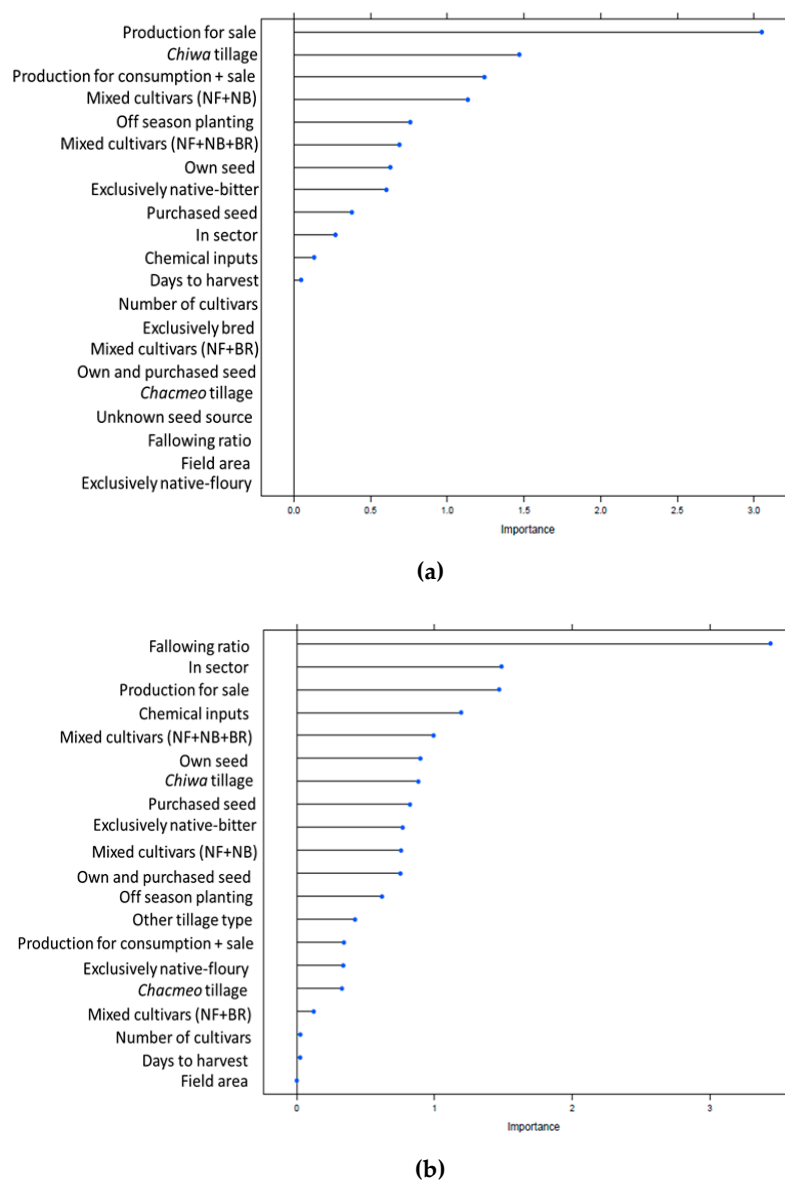 Production for sale
Chiwa tillage
Production for consumption + sale
Mixed cultivars (NF+NB)
Off season planting
Mixed cultivars (NF+NB+BR)
Own seed
Exclusively native-bitter
Purchased seed
In sector
Chemical inputs
Days to harvest
Number of cultivars
Exclusively bred
Mixed cultivars (NF+BR)
Own and purchased seed
Chacmeo tillage
Unknown seed source
Fallowing ratio
Field area
Exclusively native-floury
0.0 0.5 1.0 1.5 2.0 2.5 3.0
Importance
(a)
Fallowing ratio
In sector
Production for sale
Chemical inputs
Mixed cultivars (NF+NB+BR)
Own seed
Chiwa tillage
Purchased seed
Exclusively native-bitter
Mixed cultivars (NF+NB)
Own and purchased seed
Off season planting
Other tillage type
Production for consumption + sale
Exclusively native-floury
Chacmeo tillage
Mixed cultivars (NF+BR)
Number of cultivars
Days to harvest
Field area
0 1 2 3
Importance
(b)